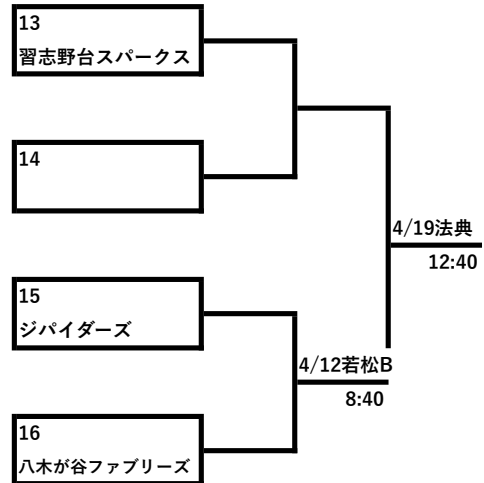 13
習志野台スパークス
14
4/19法典
12:40
15
ジパイダーズ
4/12若松B
8:40
16
八木が谷ファブリーズ